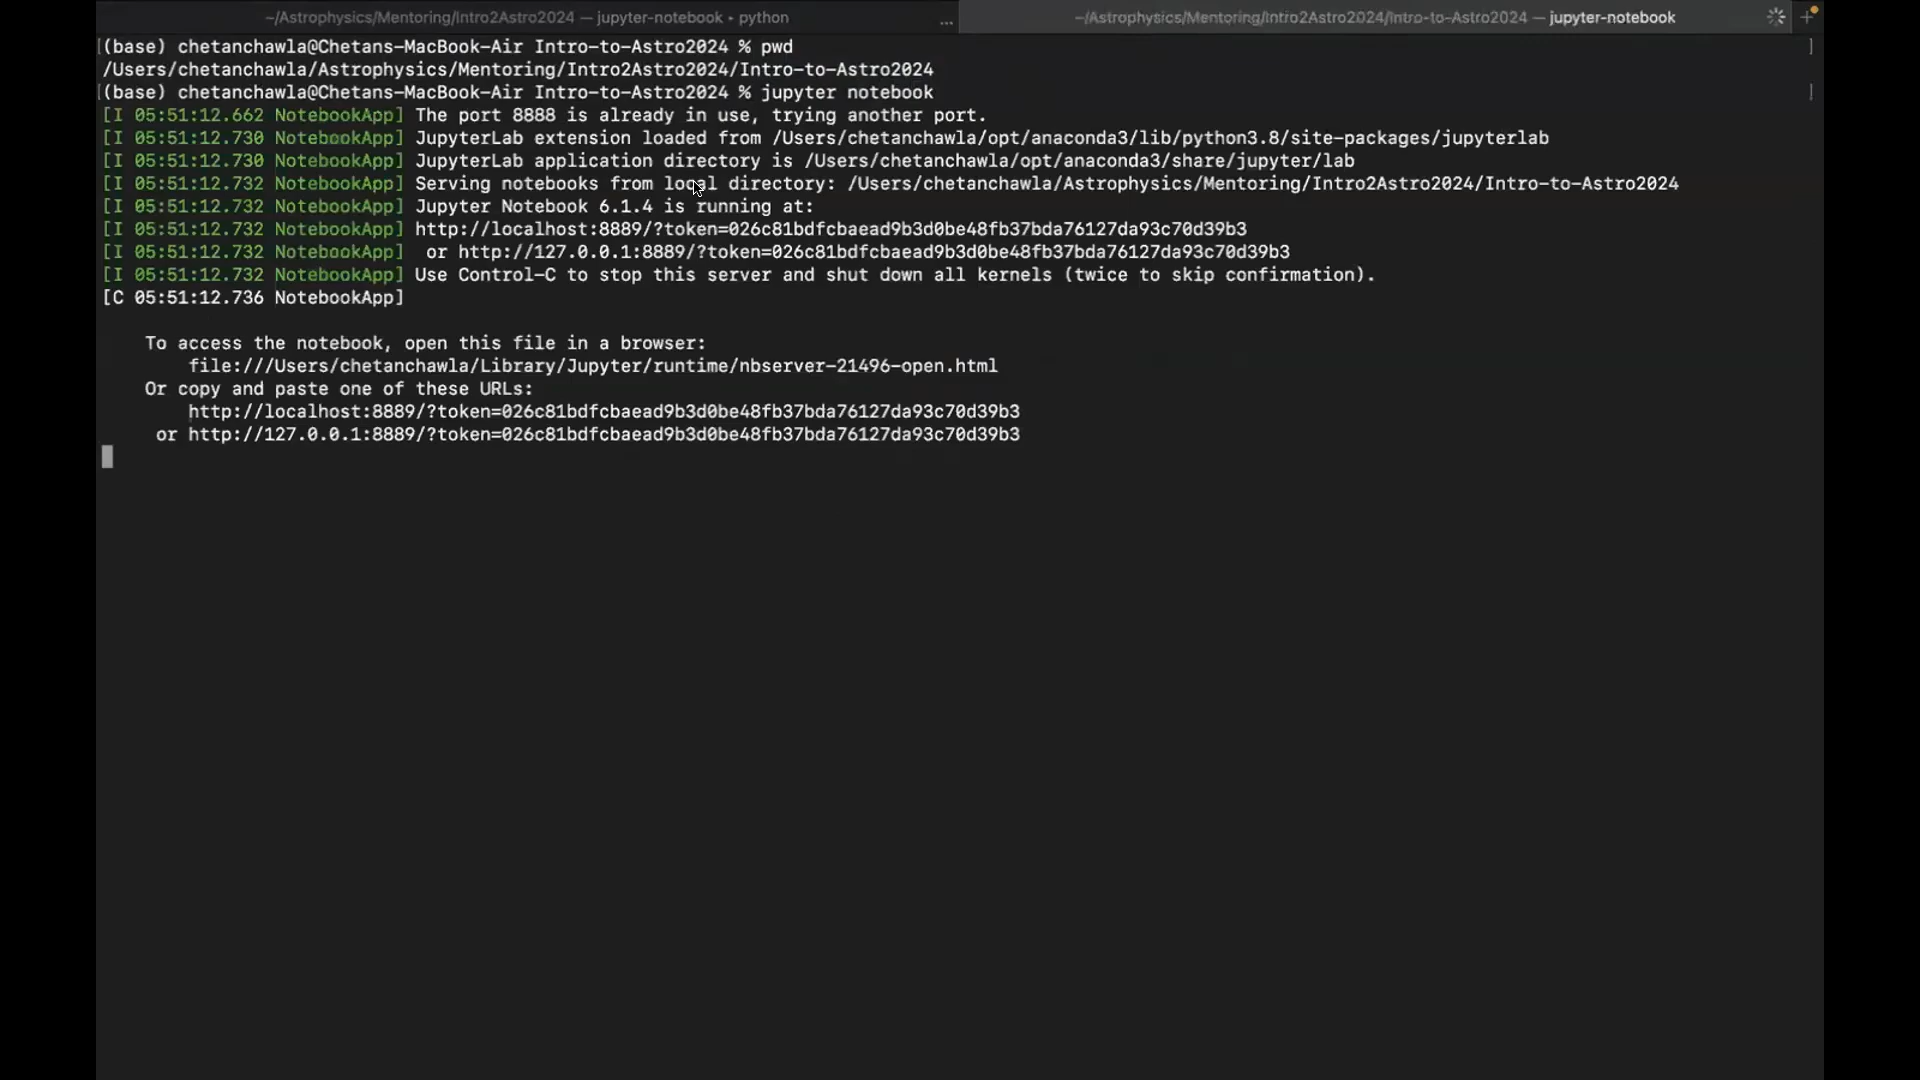 ~/Astrophysics/Mentoring/Intro2Astro2024 — jupyter-notebook • python ...
~/Astrophysics/Mentoring/Intro2Astro2024/Intro-to-Astro2024 — jupyter-notebook +
[(base) chetanchawla@Chetans-MacBook-Air Intro-to-Astro2024 % pwd ]
/Users/chetanchawla/Astrophysics/Mentoring/Intro2Astro2024/Intro-to-Astro2024
[(base) chetanchawla@Chetans-MacBook-Air Intro-to-Astro2024 % jupyter notebook ]
[I 05:51:12.662 NotebookApp] The port 8888 is already in use, trying another port.
[I 05:51:12.730 NotebookApp] JupyterLab extension loaded from /Users/chetanchawla/opt/anaconda3/lib/python3.8/site-packages/jupyterlab
[I 05:51:12.730 NotebookApp] JupyterLab application directory is /Users/chetanchawla/opt/anaconda3/share/jupyter/lab
[I 05:51:12.732 NotebookApp] Serving notebooks from local directory: /Users/chetanchawla/Astrophysics/Mentoring/Intro2Astro2024/Intro-to-Astro2024
[I 05:51:12.732 NotebookApp] Jupyter Notebook 6.1.4 is running at:
[I 05:51:12.732 NotebookApp] http://localhost:8889/?token=026c81bdfcbaead9b3d0be48fb37bda76127da93c70d39b3
[I 05:51:12.732 NotebookApp]  or http://127.0.0.1:8889/?token=026c81bdfcbaead9b3d0be48fb37bda76127da93c70d39b3
[I 05:51:12.732 NotebookApp] Use Control-C to stop this server and shut down all kernels (twice to skip confirmation).
[C 05:51:12.736 NotebookApp]
To access the notebook, open this file in a browser:
file:///Users/chetanchawla/Library/Jupyter/runtime/nbserver-21496-open.html
Or copy and paste one of these URLs:
http://localhost:8889/?token=026c81bdfcbaead9b3d0be48fb37bda76127da93c70d39b3
or http://127.0.0.1:8889/?token=026c81bdfcbaead9b3d0be48fb37bda76127da93c70d39b3